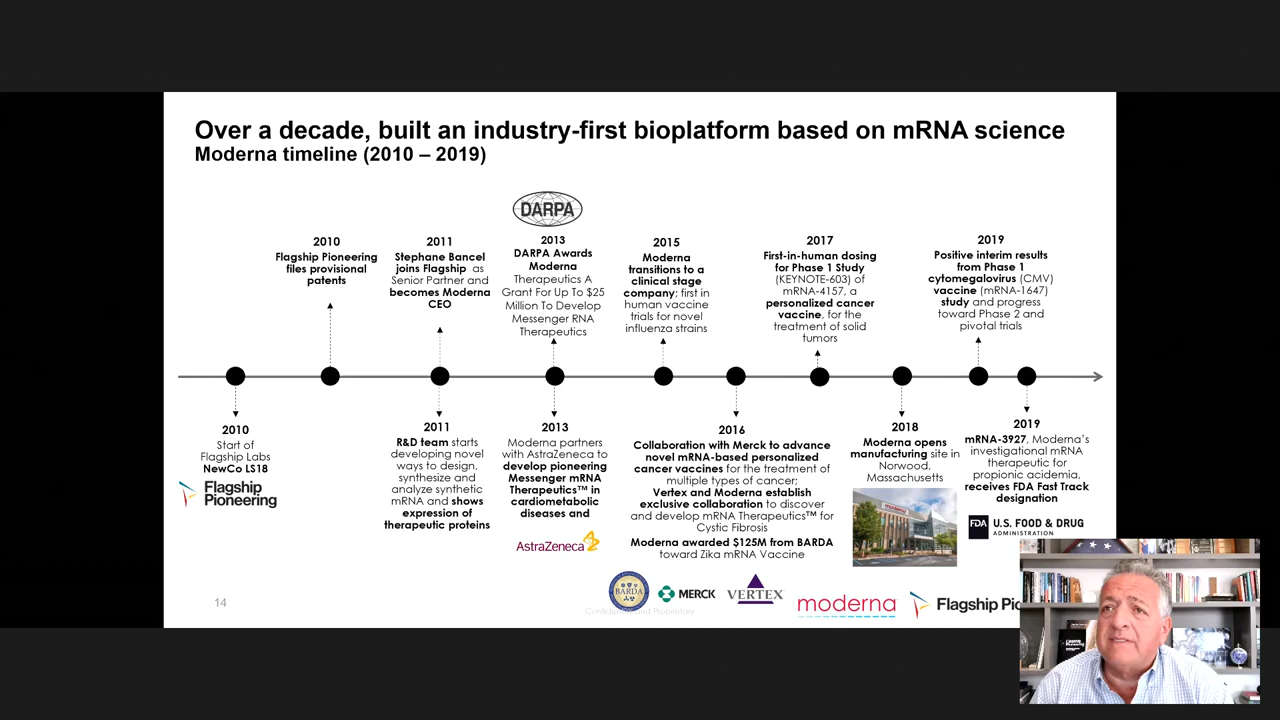 Over a decade, built an industry-first bioplatform based on mRNA science
Moderna timeline (2010 – 2019)
DARPA
2010
Flagship Pioneering
files provisional
patents
2011
Stephane Bancel
joins Flagship as
Senior Partner and
becomes Moderna
CEO
2013
DARPA Awards
Moderna
Therapeutics A
Grant For Up To $25
Million To Develop
Messenger RNA
Therapeutics
2015
Moderna
transitions to a
clinical stage
company; first in
human vaccine
trials for novel
influenza strains
2017
First-in-human dosing
for Phase 1 Study
(KEYNOTE-603) of
mRNA-4157, a
personalized cancer
vaccine, for the
treatment of solid
tumors
2019
Positive interim results
from Phase 1
cytomegalovirus (CMV)
vaccine (mRNA-1647)
study and progress
toward Phase 2 and
pivotal trials
2010
Start of
Flagship Labs
NewCo LS18
Flagship
Pioneering
2011
R&D team starts
developing novel
ways to design,
synthesize and
analyze synthetic
mRNA and shows
expression of
therapeutic proteins
2013
Moderna partners
with AstraZeneca to
develop pioneering
Messenger mRNA
Therapeutics™ in
cardiometabolic
diseases and
AstraZeneca
2016
Collaboration with Merck to advance
novel mRNA-based personalized
cancer vaccines for the treatment of
multiple types of cancer;
Vertex and Moderna establish
exclusive collaboration to discover
and develop mRNA Therapeutics™ for
Cystic Fibrosis
Moderna awarded $125M from BARDA
toward Zika mRNA Vaccine
BARDA
MERCK
VERTEX
2018
Moderna opens
manufacturing site in
Norwood,
Massachusetts
moderna
2019
mRNA-3927, Moderna's
investigational mRNA
therapeutic for
propionic acidemia,
receives FDA Fast Track
designation
FDA U.S. FOOD & DRUG
ADMINISTRATION
14
Confidential and Proprietary
moderna
Flagship Pio